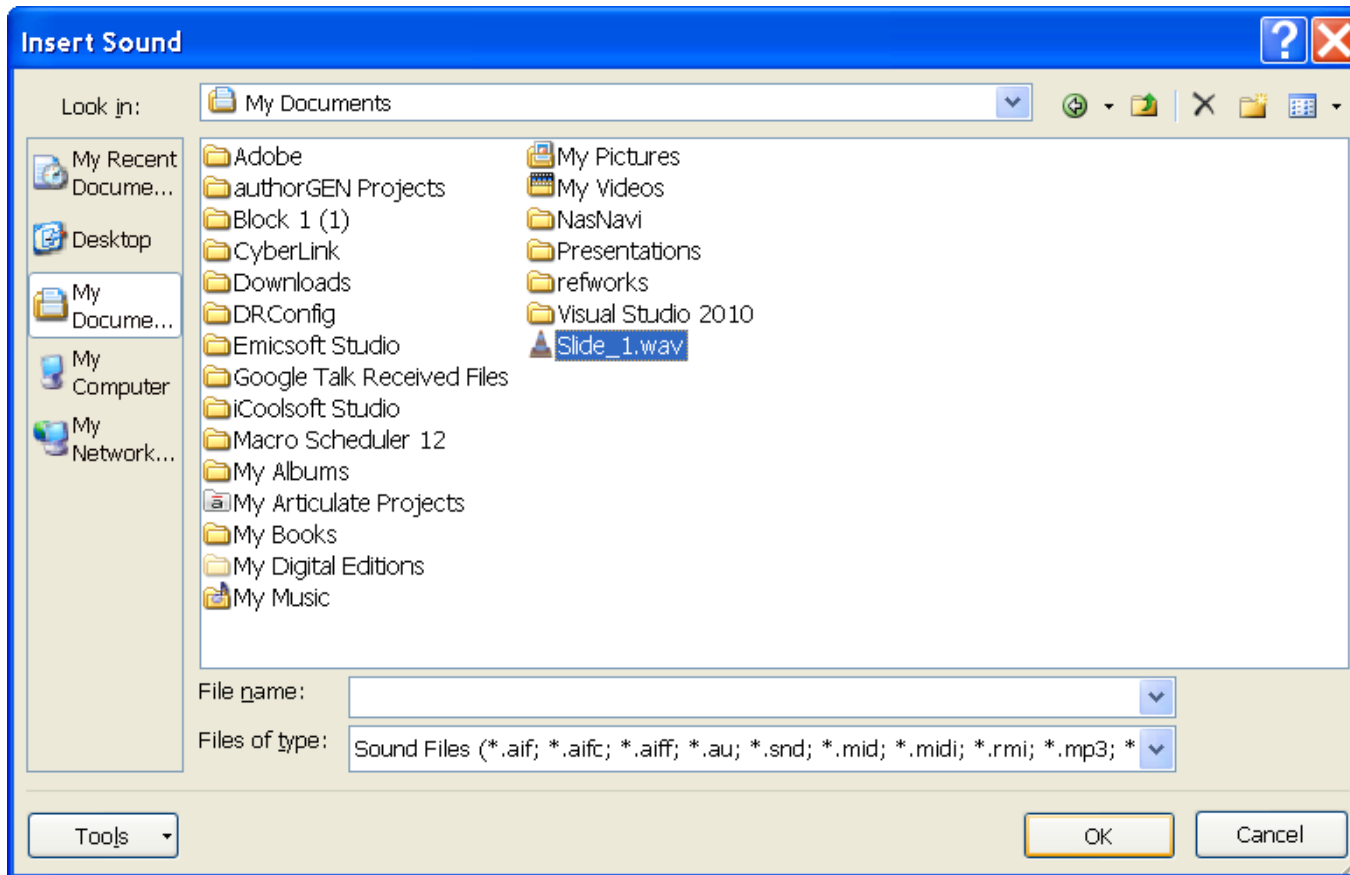 Insert Sound
Look in:
My Documents
My Recent
Docume...
Desktop
My
Docume...
My
Computer
My
Network...
Adobe
authorGEN Projects
Block 1 (1)
CyberLink
Downloads
DRConfig
Emicsoft Studio
Google Talk Received Files
iCoolsoft Studio
Macro Scheduler 12
My Albums
My Articulate Projects
My Books
My Digital Editions
My Music
My Pictures
My Videos
NasNavi
Presentations
refworks
Visual Studio 2010
Slide_1.wav
File name:
Files of type:
Sound Files (*.aif; *.aifc; *.aiff; *.au; *.snd; *.mid; *.midi; *.rmi; *.mp3; *
Tools
OK
Cancel